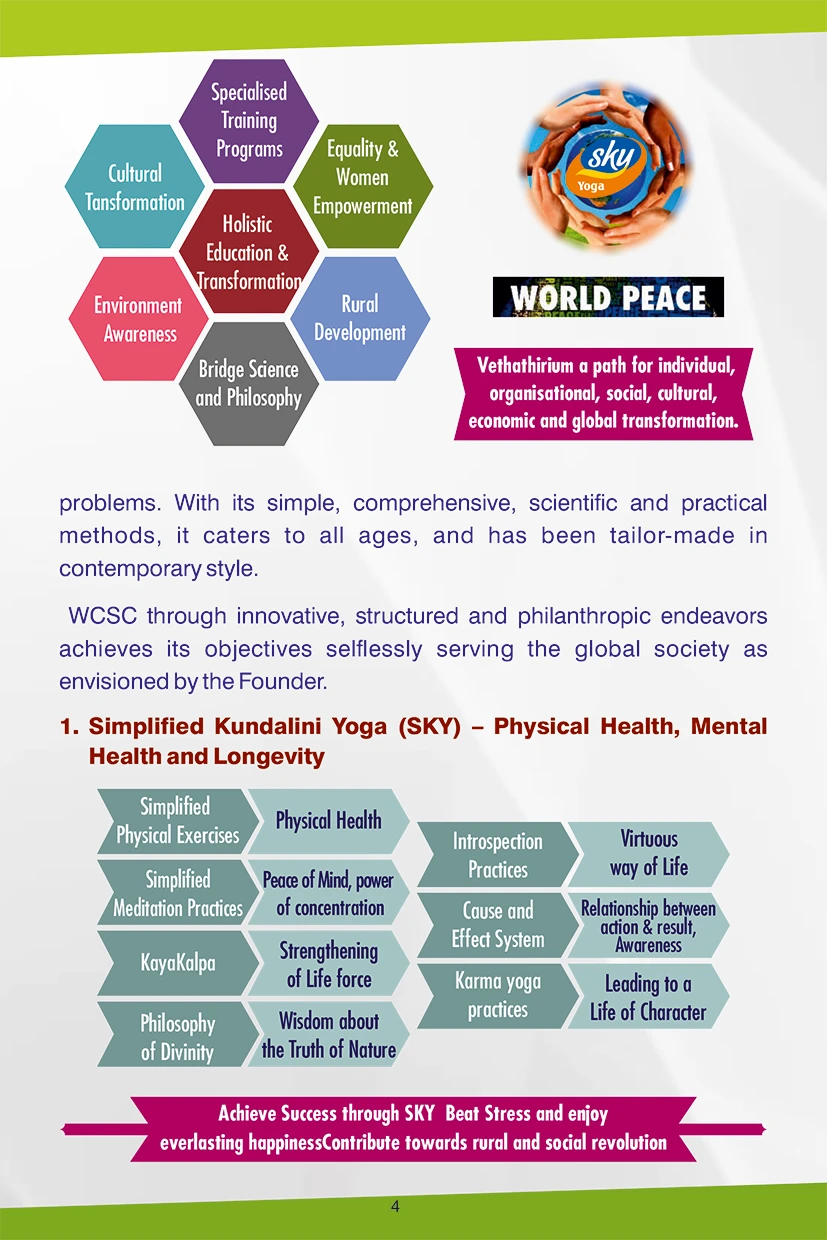 Specialised
Training
Programs
Cultural
Tansformation
Equality &
Women
Empowerment
Holistic
Education &
Transformation
Environment
Awareness
Rural
Development
Bridge Science
and Philosophy
sky
Yoga
WORLD PEACE
Vethathirium a path for individual,
organisational, social, cultural,
economic and global transformation.
problems. With its simple, comprehensive, scientific and practical
methods, it caters to all ages, and has been tailor-made in
contemporary style.
WCSC through innovative, structured and philanthropic endeavors
achieves its objectives selflessly serving the global society as
envisioned by the Founder.
1. Simplified Kundalini Yoga (SKY) – Physical Health, Mental
Health and Longevity
Simplified
Physical Exercises
Physical Health
Simplified
Meditation Practices
Peace of Mind, power
of concentration
KayaKalpa
Strengthening
of Life force
Philosophy
of Divinity
Wisdom about
the Truth of Nature
Introspection
Practices
Virtuous
way of Life
Cause and
Effect System
Relationship between
action & result,
Awareness
Karma yoga
practices
Leading to a
Life of Character
Achieve Success through SKY  Beat Stress and enjoy
everlasting happinessContribute towards rural and social revolution
4